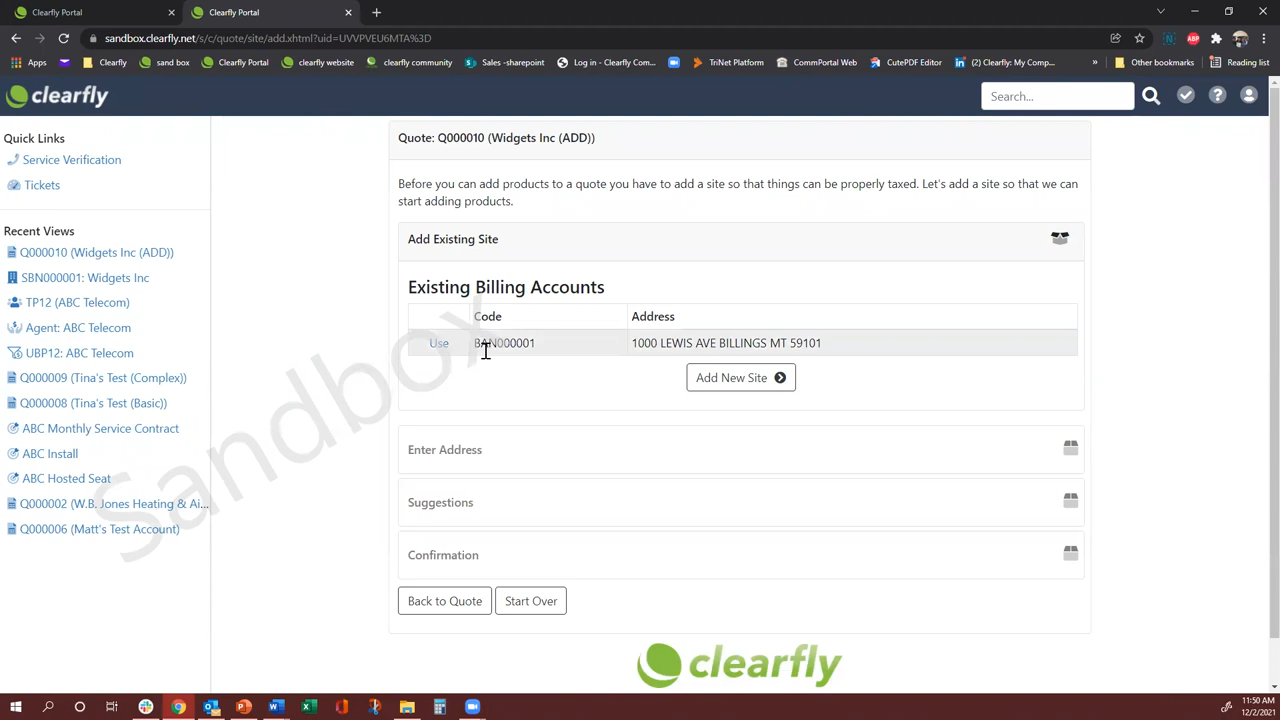 Clearfly Portal
Clearfly Portal
sandbox.clearfly.net/s/c/quote/site/add.xhtml?uid=UVVPVEU6MTA%3D
Apps
Clearfly
sand box
Clearfly Portal
clearfly website
clearfly community
Sales -sharepoint
Log in - Clearfly Com...
TriNet Platform
CommPortal Web
CutePDF Editor
(2) Clearfly: My Comp...
»
Other bookmarks
Reading list
clearfly
Search...
Quick Links
Service Verification
Tickets
Recent Views
Q000010 (Widgets Inc (ADD))
SBN000001: Widgets Inc
TP12 (ABC Telecom)
Agent: ABC Telecom
UBP12: ABC Telecom
Q000009 (Tina's Test (Complex))
Q000008 (Tina's Test (Basic))
ABC Monthly Service Contract
ABC Install
ABC Hosted Seat
Q000002 (W.B. Jones Heating & Ai...
Q000006 (Matt's Test Account)
Sandbox
Quote: Q000010 (Widgets Inc (ADD))
Before you can add products to a quote you have to add a site so that things can be properly taxed. Let's add a site so that we can
start adding products.
Add Existing Site
Existing Billing Accounts
Code Address
Use BAN000001 1000 LEWIS AVE BILLINGS MT 59101
Add New Site
Enter Address
Suggestions
Confirmation
Back to Quote Start Over
clearfly
11:50 AM
12/2/2021